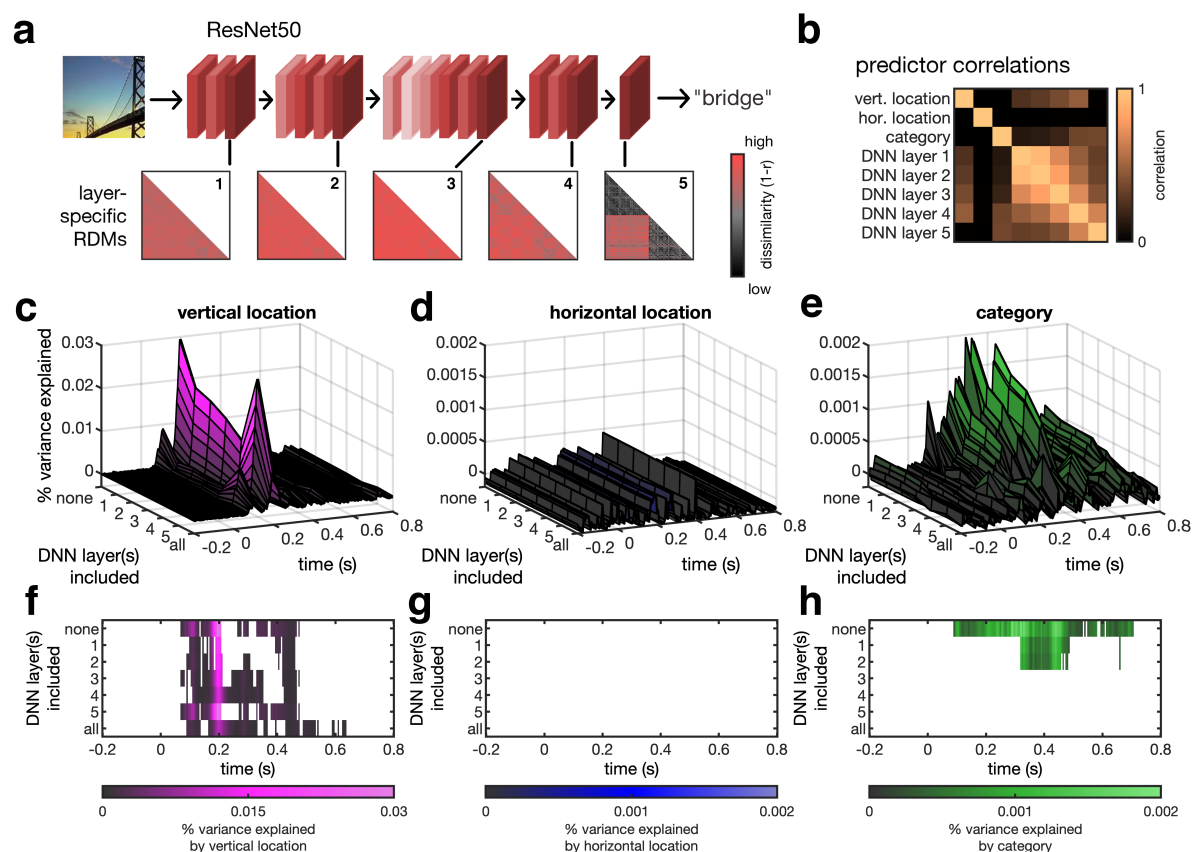 a
ResNet50
"bridge"
layer-
specific
RDMs
1
2
3
4
5
high
dissimilarity (1-r)
low
b
predictor correlations
vert. location
hor. location
category
DNN layer 1
DNN layer 2
DNN layer 3
DNN layer 4
DNN layer 5
1
correlation
0
c
vertical location
% variance explained
0.03
0.02
0.01
0
none
1
2
3
4
5
all
DNN layer(s)
included
-0.2
0
0.2
0.4
0.6
0.8
time (s)
d
horizontal location
0.002
0.0015
0.001
0.0005
0
none
1
2
3
4
5
all
DNN layer(s)
included
-0.2
0
0.2
0.4
0.6
0.8
time (s)
e
category
0.002
0.0015
0.001
0.0005
0
none
1
2
3
4
5
all
DNN layer(s)
included
-0.2
0
0.2
0.4
0.6
0.8
time (s)
f
DNN layer(s)
included
none
1
2
3
4
5
all
-0.2 0 0.2 0.4 0.6 0.8
time (s)
0 0.015 0.03
% variance explained
by vertical location
g
DNN layer(s)
included
none
1
2
3
4
5
all
-0.2 0 0.2 0.4 0.6 0.8
time (s)
0 0.001 0.002
% variance explained
by horizontal location
h
DNN layer(s)
included
none
1
2
3
4
5
all
-0.2 0 0.2 0.4 0.6 0.8
time (s)
0 0.001 0.002
% variance explained
by category